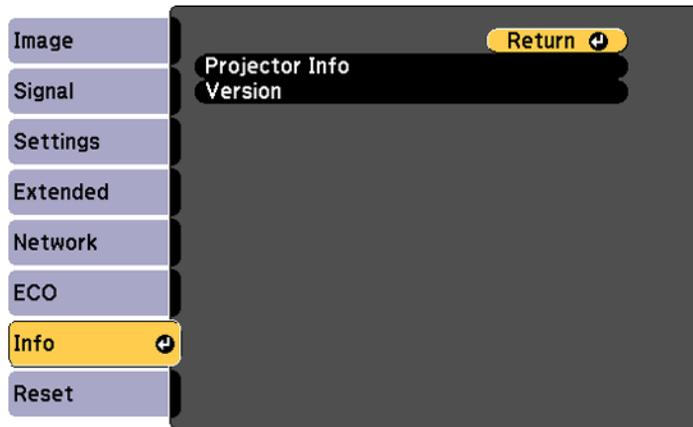 Image
Signal
Settings
Extended
Network
ECO
Info
Reset
Return
Projector Info
Version